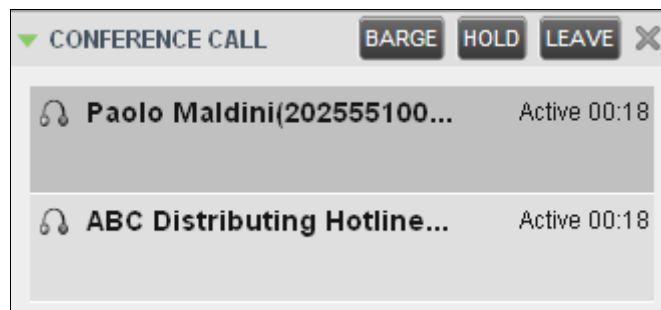 CONFERENCE CALL BARGE HOLD LEAVE
Paolo Maldini(202555100... Active 00:18
ABC Distributing Hotline... Active 00:18